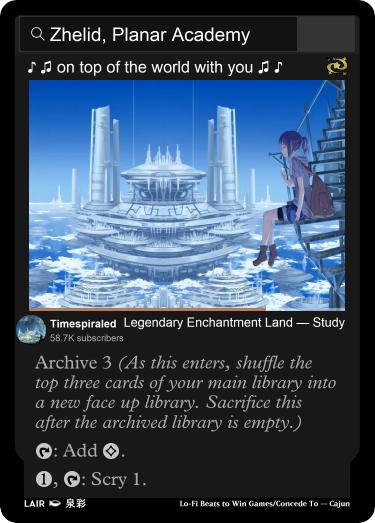 Zhelid, Planar Academy
♪ ♫ on top of the world with you ♫ ♪
Timespiraled Legendary Enchantment Land — Study
58.7K subscribers
Archive 3 (As this enters, shuffle the
top three cards of your main library into
a new face up library. Sacrifice this
after the archived library is empty.)
: Add .
1, : Scry 1.
LAIR 泉彩
Lo-Fi Beats to Win Games/Concede To — Cajun